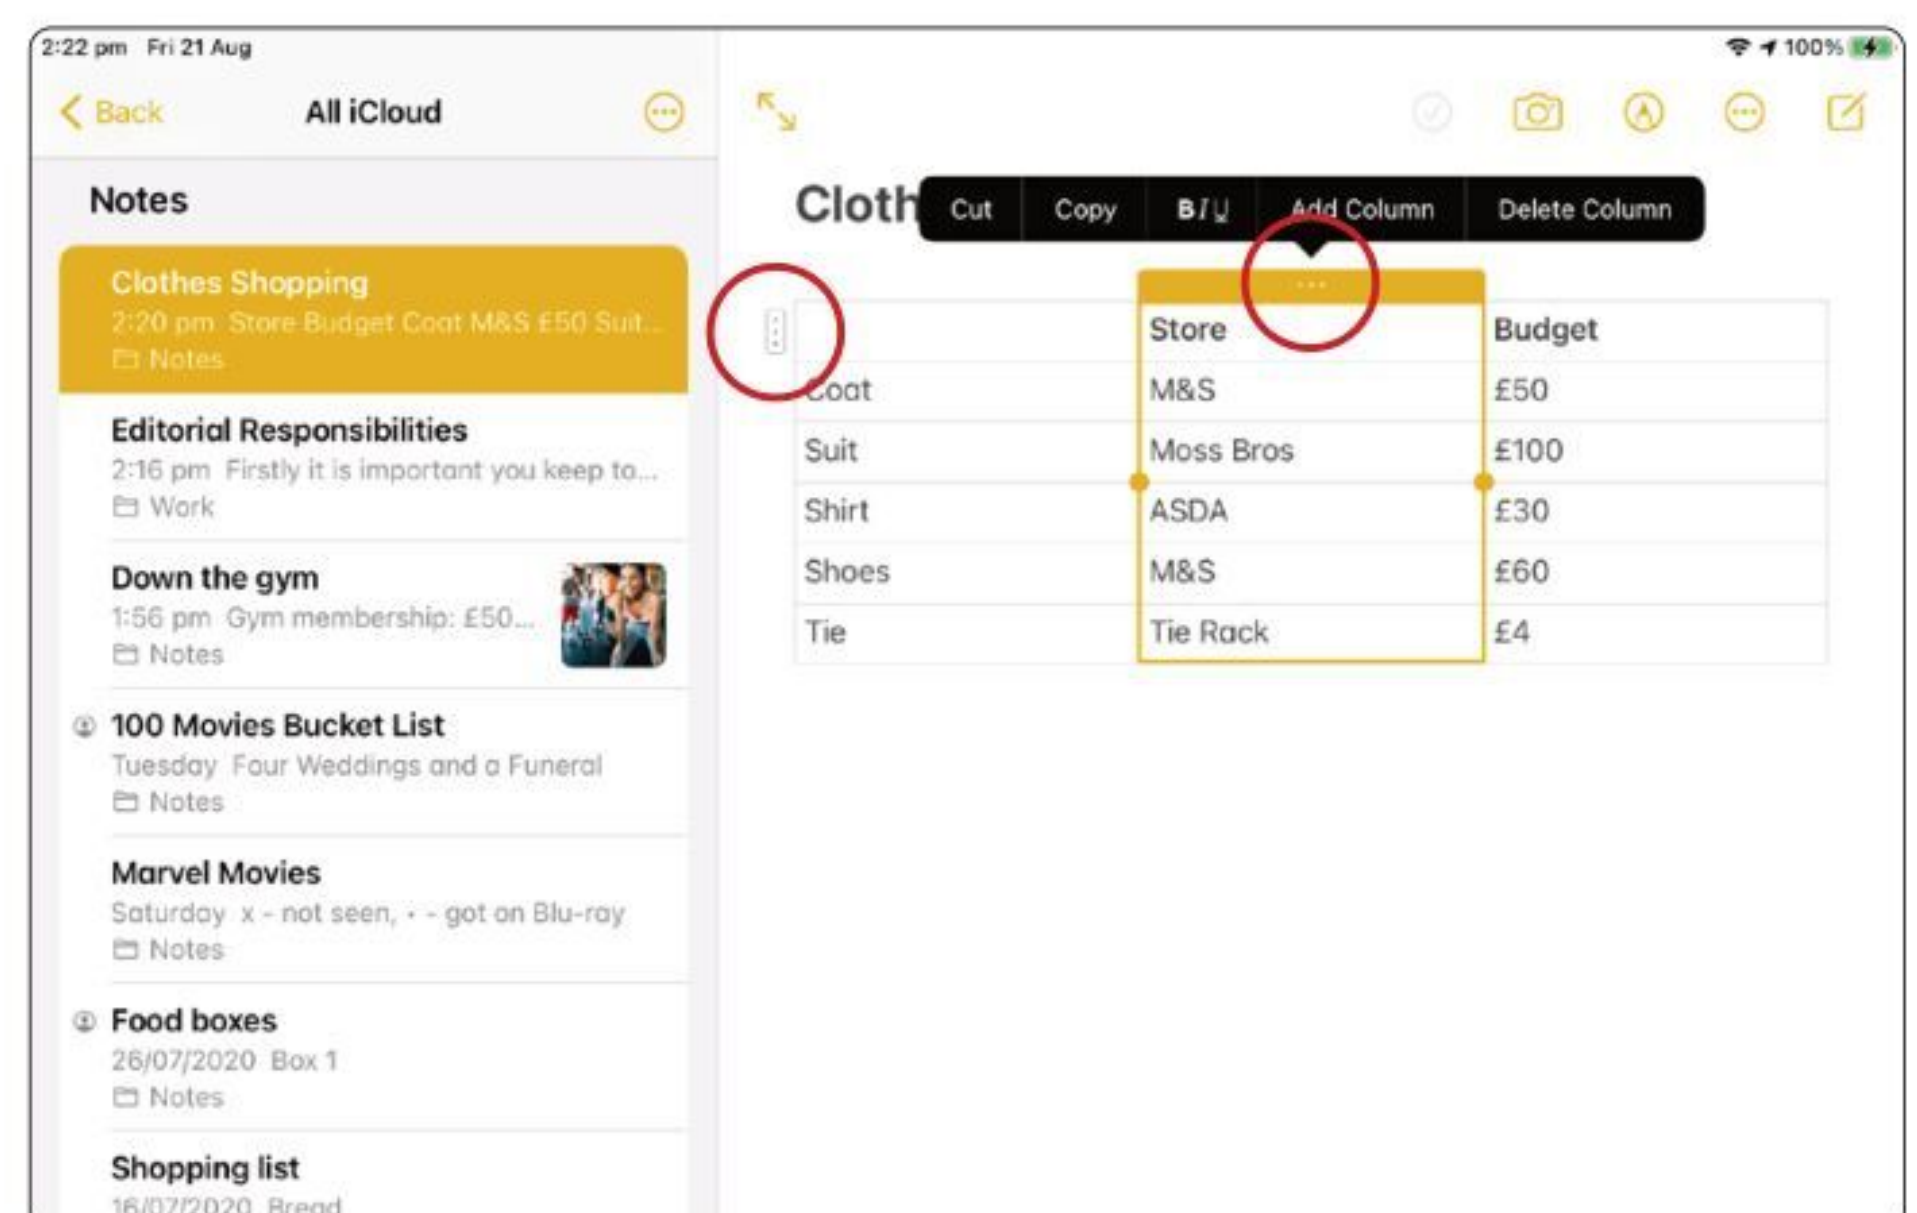 2:22 pm Fri 21 Aug
100%
Back
All iCloud
Notes
Clothes Shopping
2:20 pm Store Budget Coat M&S £50 Suit...
Notes
Editorial Responsibilities
2:16 pm Firstly it is important you keep to...
Work
Down the gym
1:56 pm Gym membership: £50...
Notes
100 Movies Bucket List
Tuesday Four Weddings and a Funeral
Notes
Marvel Movies
Saturday x - not seen, • - got on Blu-ray
Notes
Food boxes
26/07/2020 Box 1
Notes
Shopping list
16/07/2020 Bread
Cloth
Cut Copy BIU Add Column Delete Column
Store Budget
Coat M&S £50
Suit Moss Bros £100
Shirt ASDA £30
Shoes M&S £60
Tie Tie Rack £4